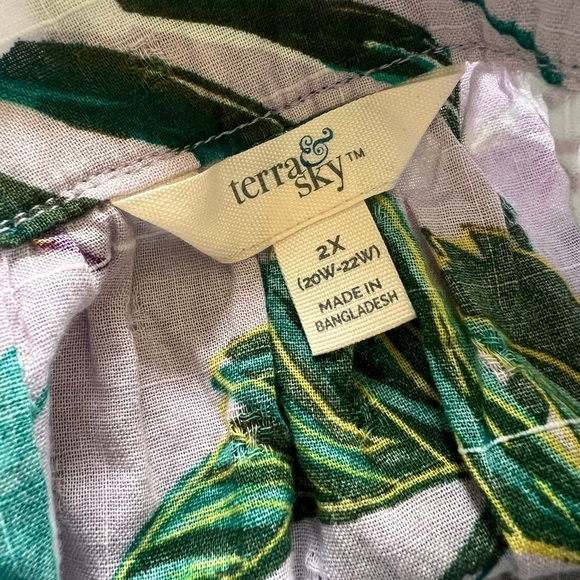 terra & sky™
2X
(20W-22W)
MADE IN
BANGLADESH